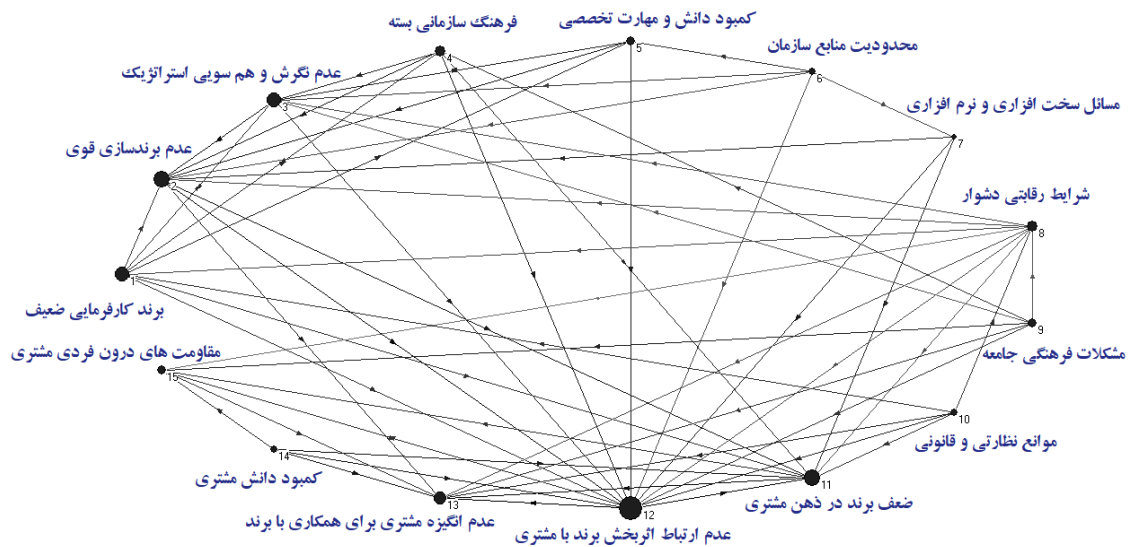 کمبود دانش و مهارت تخصصی
5
فرهنگ سازمانی بسته
4
محدودیت منابع سازمان
6
عدم نگرش و هم سویی استراتژیک
3
مسائل سخت افزاری و نرم افزاری
7
عدم برندسازی قوی
2
شرایط رقابتی دشوار
8
برند کارفرمایی ضعیف
1
مشکلات فرهنگی جامعه
9
مقاومت های درون فردی مشتری
15
موانع نظارتی و قانونی
10
کمبود دانش مشتری
14
ضعف برند در ذهن مشتری
11
عدم انگیزه مشتری برای همکاری با برند
13
عدم ارتباط اثربخش برند با مشتری
12